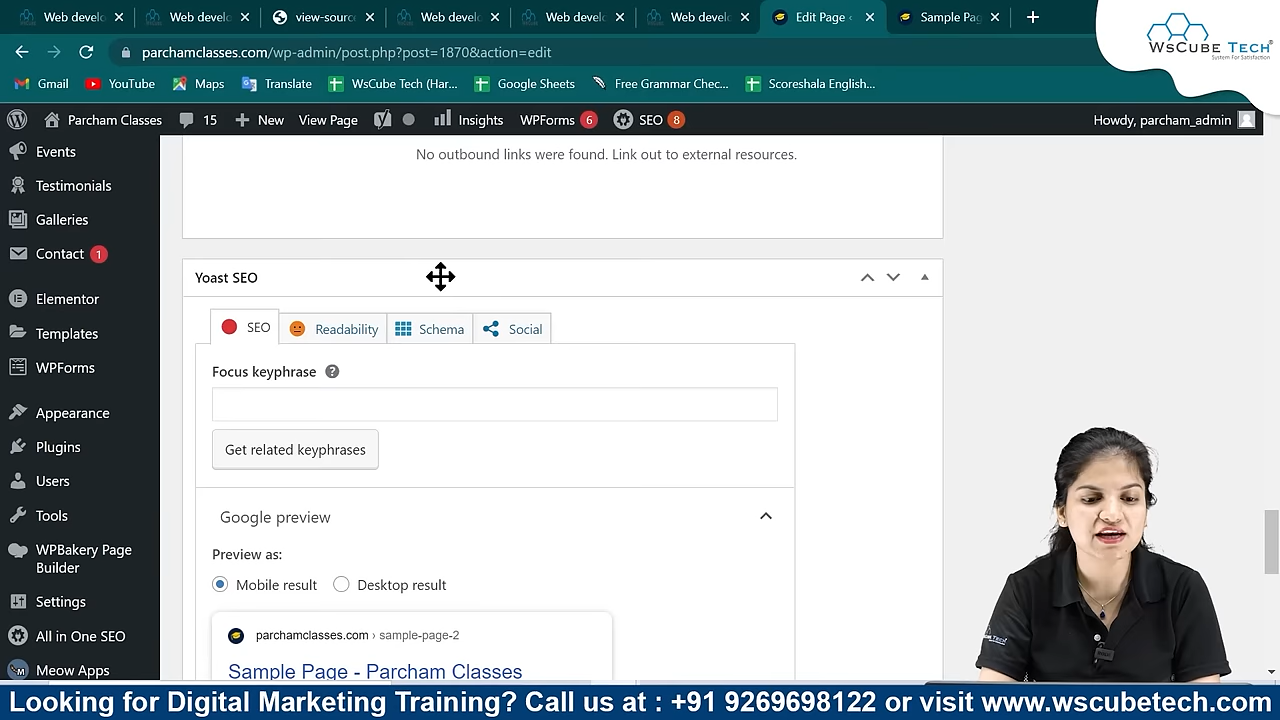 Web develo
Web develo
view-sourc
Web develo
Web develo
Web develo
Edit Page
Sample Pag
parchamclasses.com/wp-admin/post.php?post=1870&action=edit
WsCube Tech
System For Satisfaction
Gmail
YouTube
Maps
Translate
WsCube Tech (Har...
Google Sheets
Free Grammar Chec...
Scoreshala English...
Parcham Classes
15
New
View Page
Insights
WPForms 6
SEO 8
Howdy, parcham_admin
Events
Testimonials
Galleries
Contact 1
Elementor
Templates
WPForms
Appearance
Plugins
Users
Tools
WPBakery Page
Builder
Settings
All in One SEO
Meow Apps
No outbound links were found. Link out to external resources.
Yoast SEO
SEO
Readability
Schema
Social
Focus keyphrase
Get related keyphrases
Google preview
Preview as:
Mobile result
Desktop result
parchamclasses.com › sample-page-2
Sample Page - Parcham Classes
Looking for Digital Marketing Training? Call us at : +91 9269698122 or visit www.wscubetech.com